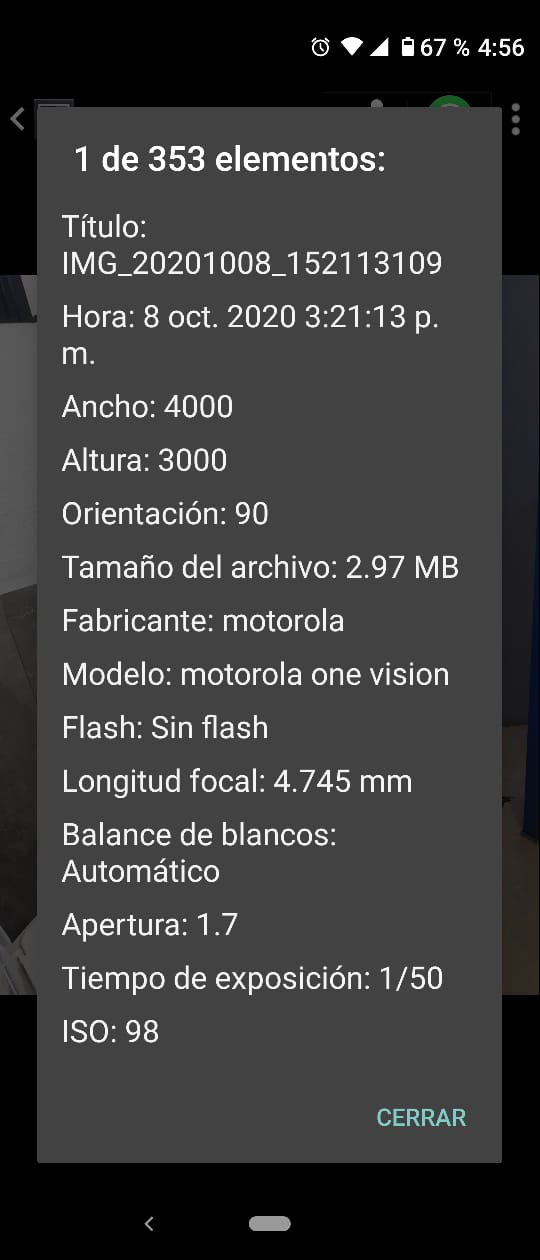 67 % 4:56
1 de 353 elementos:
Título:
IMG_20201008_152113109
Hora: 8 oct. 2020 3:21:13 p.
m.
Ancho: 4000
Altura: 3000
Orientación: 90
Tamaño del archivo: 2.97 MB
Fabricante: motorola
Modelo: motorola one vision
Flash: Sin flash
Longitud focal: 4.745 mm
Balance de blancos:
Automático
Apertura: 1.7
Tiempo de exposición: 1/50
ISO: 98
CERRAR